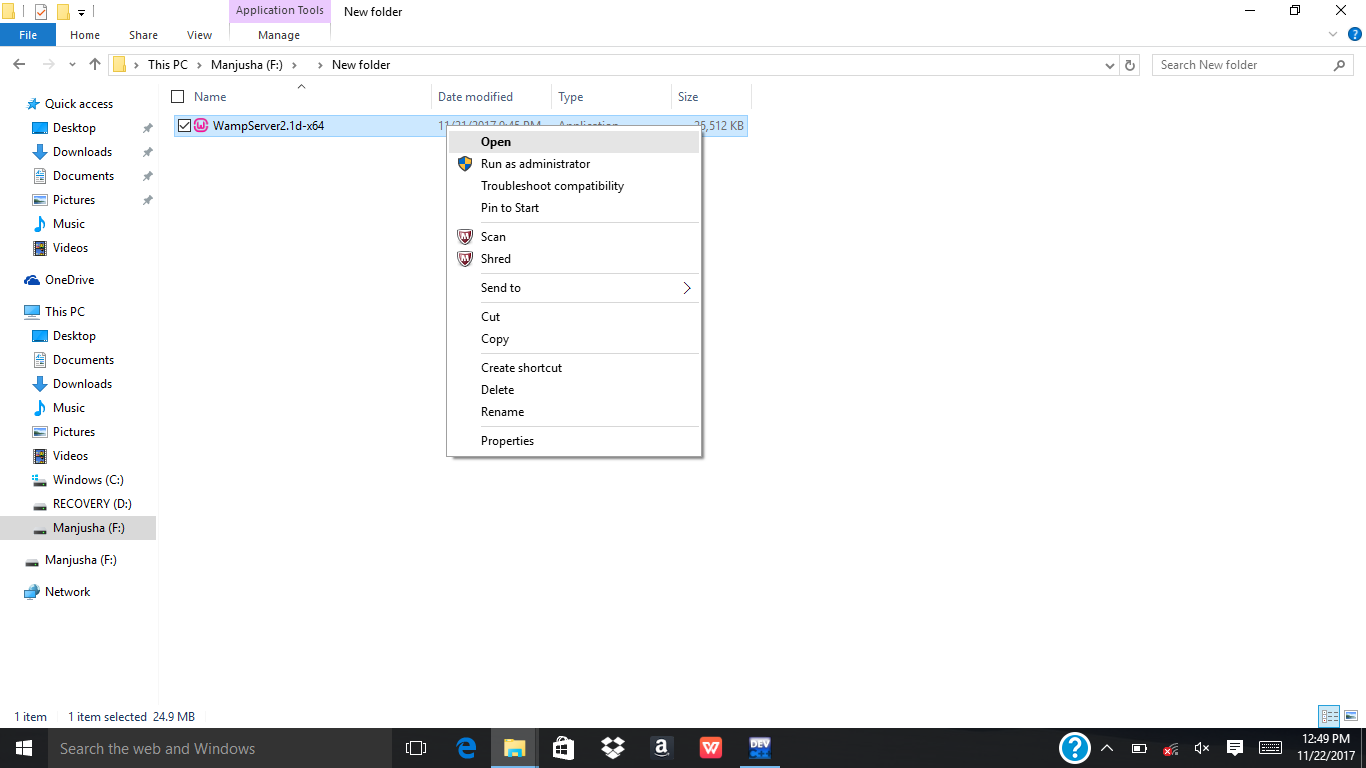 Application Tools New folder
File Home Share View Manage
This PC Manjusha (F:) New folder Search New folder
Name Date modified Type Size
WampServer2.1d-x64 11/21/2017 9:45 PM Application 25,512 KB
Quick access
Desktop
Downloads
Documents
Pictures
Music
Videos
OneDrive
This PC
Desktop
Documents
Downloads
Music
Pictures
Videos
Windows (C:)
RECOVERY (D:)
Manjusha (F:)
Manjusha (F:)
Network
Open
Run as administrator
Troubleshoot compatibility
Pin to Start
Scan
Shred
Send to
Cut
Copy
Create shortcut
Delete
Rename
Properties
1 item 1 item selected 24.9 MB
Search the web and Windows
DEV
12:49 PM
11/22/2017